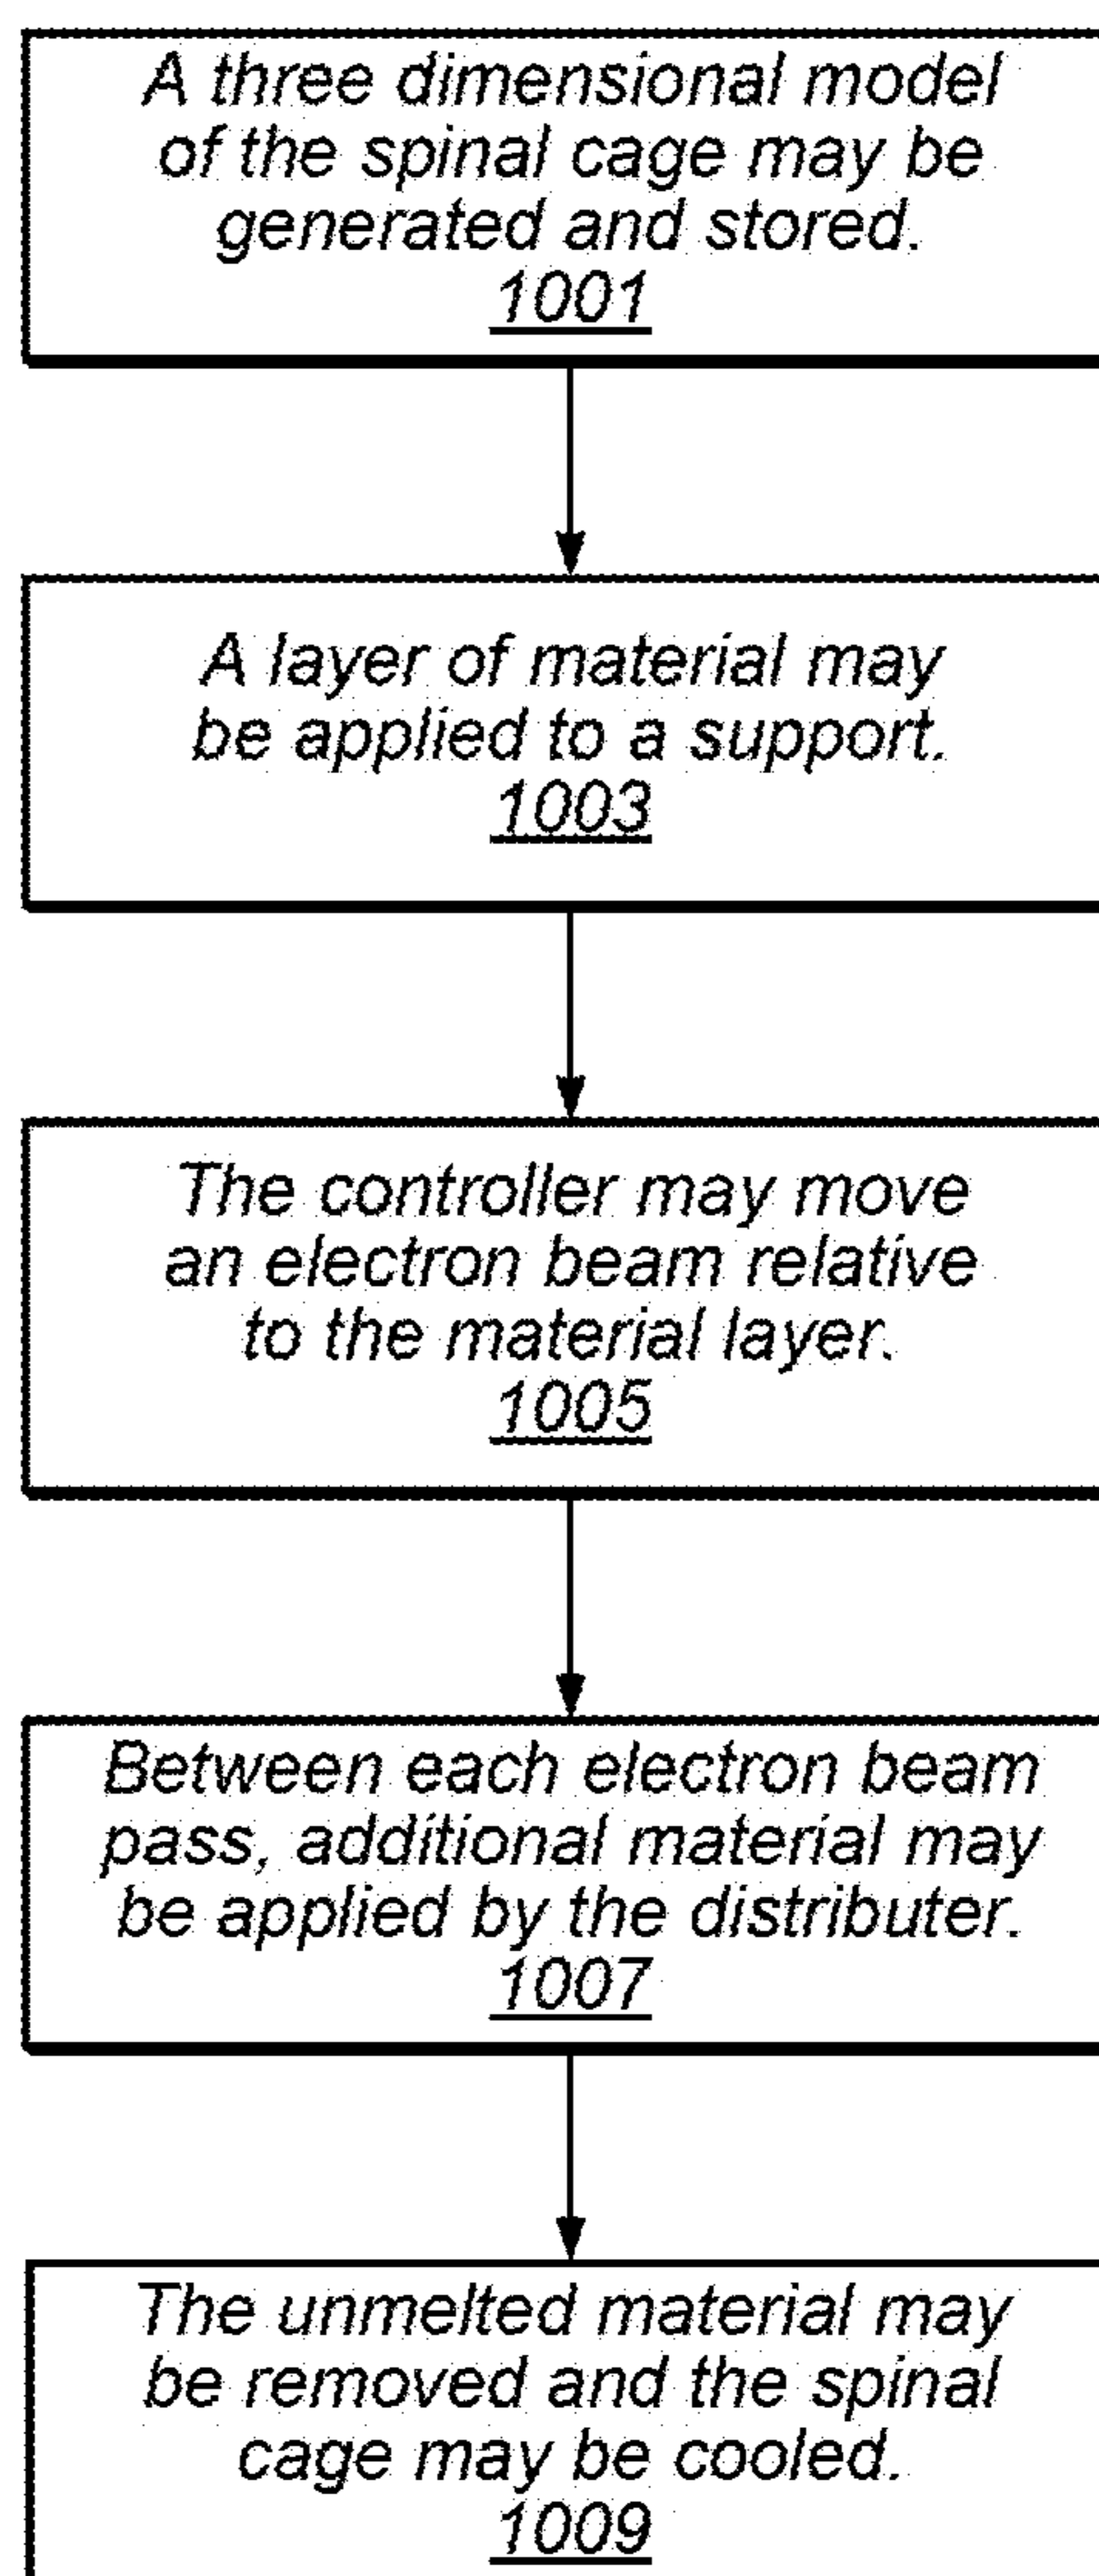 A three dimensional model
of the spinal cage may be
generated and stored.
1001
A layer of material may
be applied to a support.
1003
The controller may move
an electron beam relative
to the material layer.
1005
Between each electron beam
pass, additional material may
be applied by the distributer.
1007
The unmelted material may
be removed and the spinal
cage may be cooled.
1009